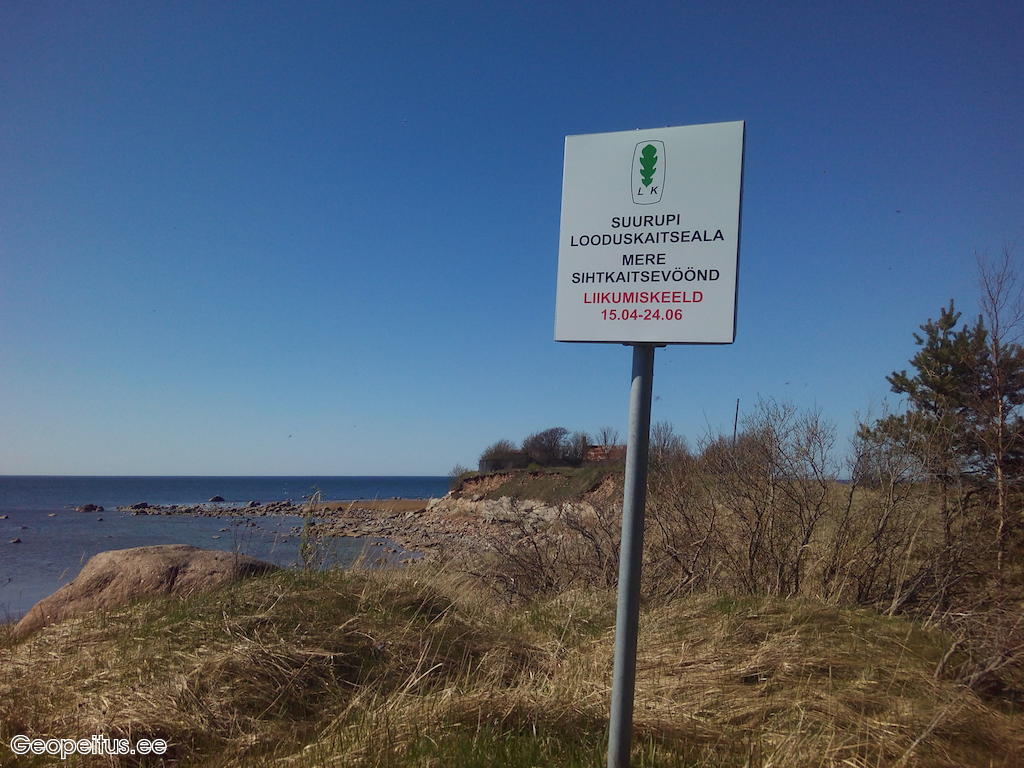 L K
SUURUPI
LOODUSKAITSEALA
MERE
SIHTKAITSEVÖÖND
LIIKUMISKEELD
15.04-24.06
Geopeitus.ee